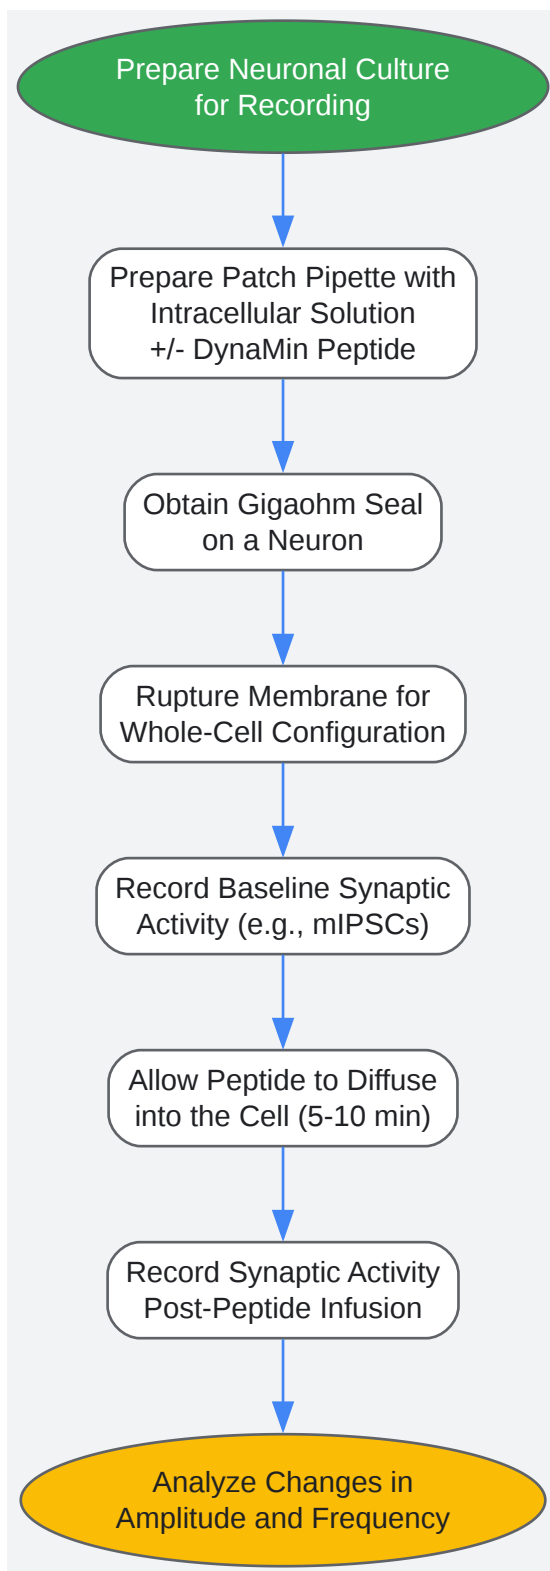 Prepare Neuronal Culture
for Recording
Prepare Patch Pipette with
Intracellular Solution
+/- DynaMin Peptide
Obtain Gigaohm Seal
on a Neuron
Rupture Membrane for
Whole-Cell Configuration
Record Baseline Synaptic
Activity (e.g., mIPSCs)
Allow Peptide to Diffuse
into the Cell (5-10 min)
Record Synaptic Activity
Post-Peptide Infusion
Analyze Changes in
Amplitude and Frequency